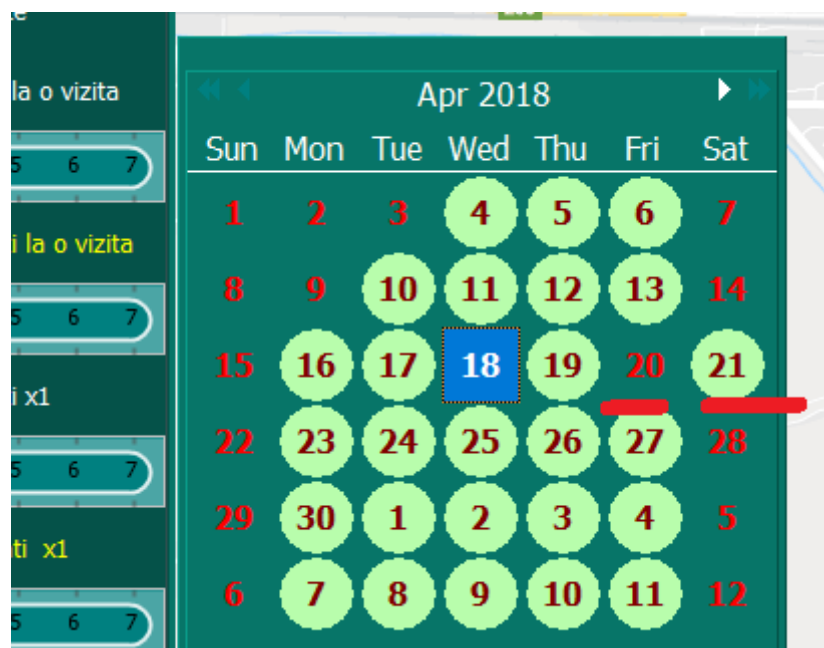 la o vizita
Apr 2018
Sun Mon Tue Wed Thu Fri Sat
5 6 7
1 2 3 4 5 6 7
i la o vizita
8 9 10 11 12 13 14
5 6 7
15 16 17 18 19 20 21
i x1
22 23 24 25 26 27 28
5 6 7
29 30 1 2 3 4 5
ti x1
6 7 8 9 10 11 12
5 6 7